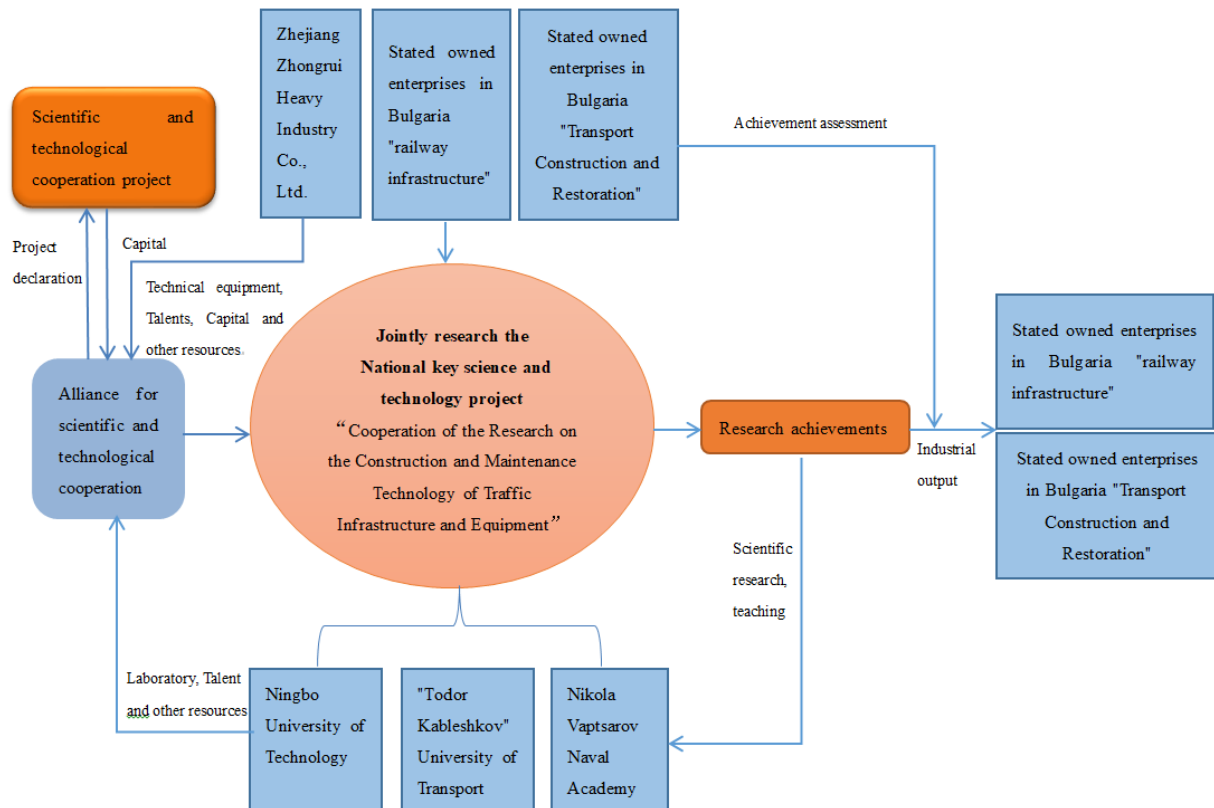 Zhejiang
Zhongrui
Heavy
Industry
Co.,
Ltd.
Stated owned
enterprises in
Bulgaria
"railway
infrastructure"
Stated owned
enterprises in
Bulgaria
"Transport
Construction and
Restoration"
Scientific and
technological
cooperation project
Achievement assessment
Project
declaration
Capital
Technical equipment,
Talents, Capital and
other resources.
Jointly research the
National key science and
technology project
“Cooperation of the Research on
the Construction and Maintenance
Technology of Traffic
Infrastructure and Equipment”
Alliance for
scientific and
technological
cooperation
Research achievements
Industrial
output
Stated owned enterprises
in Bulgaria "railway
infrastructure"
Stated owned enterprises
in Bulgaria "Transport
Construction and
Restoration"
Scientific
research,
teaching
Laboratory, Talent
and other resources
Ningbo
University of
Technology
"Todor
Kableshkov"
University of
Transport
Nikola
Vaptsarov
Naval
Academy